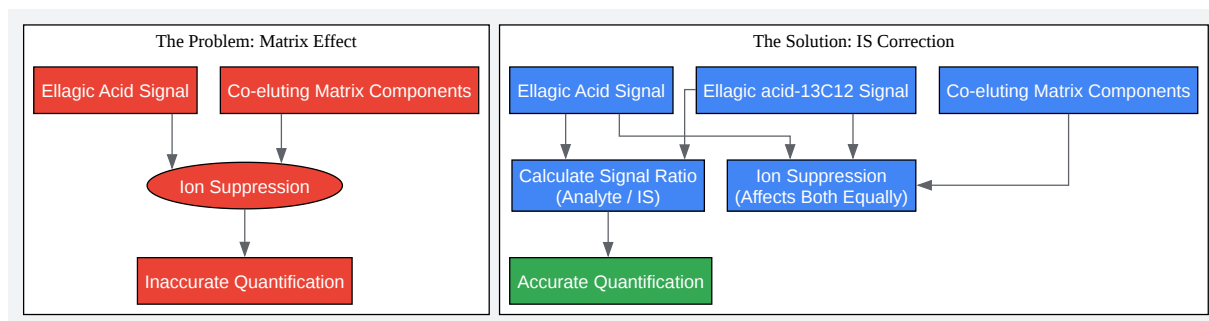 The Problem: Matrix Effect
Ellagic Acid Signal
Co-eluting Matrix Components
Ion Suppression
Inaccurate Quantification
The Solution: IS Correction
Ellagic Acid Signal
Ellagic acid-13C12 Signal
Co-eluting Matrix Components
Calculate Signal Ratio
(Analyte / IS)
Ion Suppression
(Affects Both Equally)
Accurate Quantification